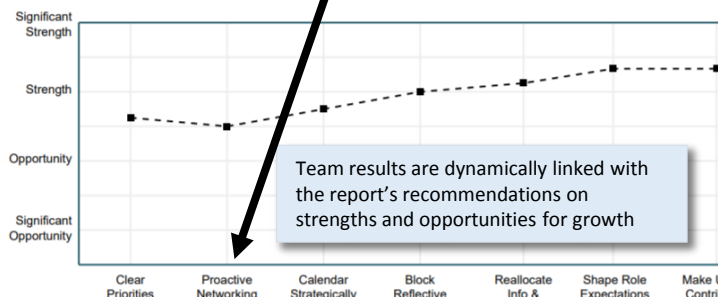 Significant
Strength
Strength
Opportunity
Significant
Opportunity
Team results are dynamically linked with
the report's recommendations on
strengths and opportunities for growth
Clear Proactive Calendar Block Reallocate Shape Role Make
Priorities Networking Strategically Reflective Info & Expectations